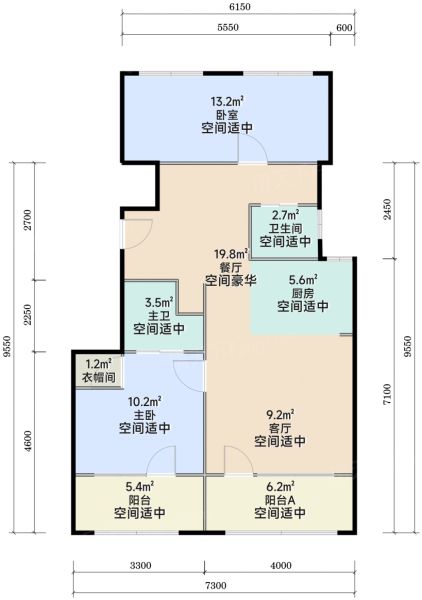 6150
5550 600
13.2㎡
卧室
空间适中
2700
2450
2.7㎡
卫生间
空间适中
19.8㎡
餐厅
空间豪华
5.6㎡
厨房
空间适中
3.5㎡
主卫
空间适中
2250
9550
9550
1.2㎡
衣帽间
10.2㎡
主卧
空间适中
9.2㎡
客厅
空间适中
4600
7100
5.4㎡
阳台
空间适中
6.2㎡
阳台A
空间适中
3300 4000
7300